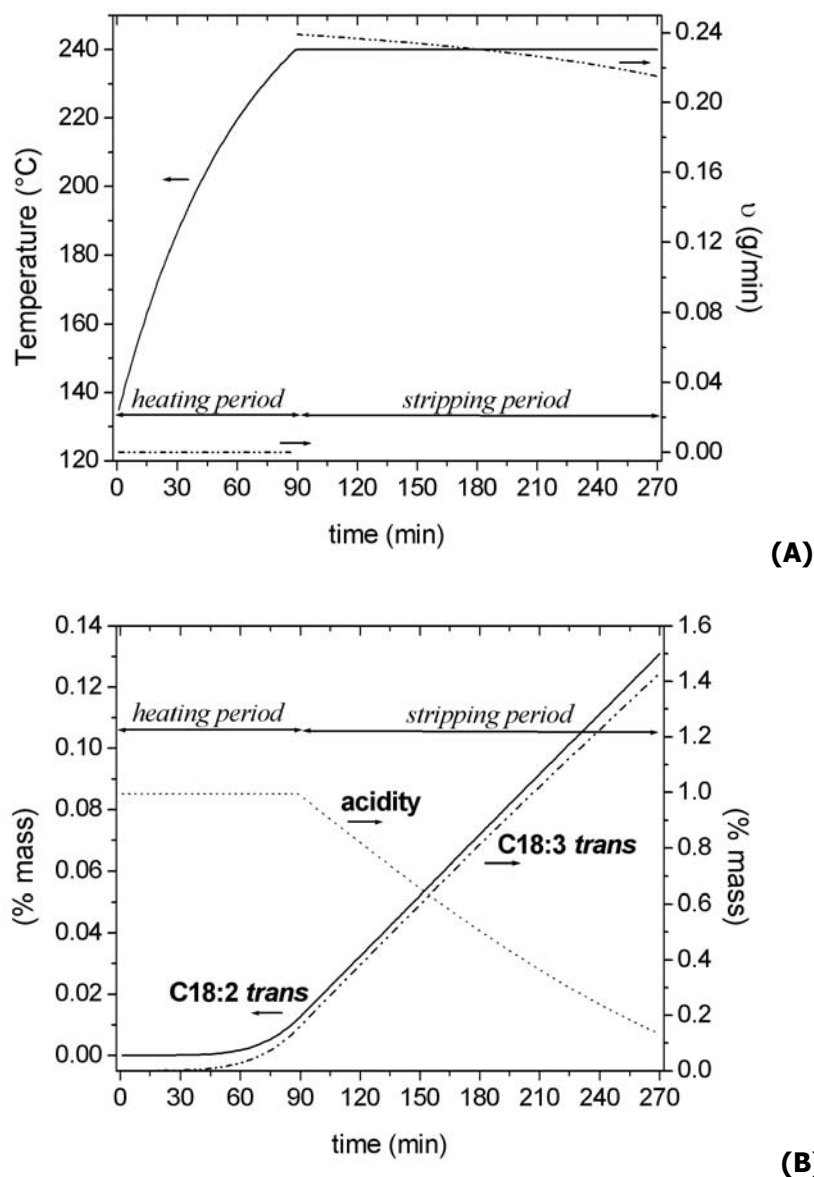 240
220
200
180
160
140
120
Temperature (°C)
0.24
0.20
0.16
0.12
0.08
0.04
0.00
υ (g/min)
heating period
stripping period
0 30 60 90 120 150 180 210 240 270
time (min)
(A)
0.14
0.12
0.10
0.08
0.06
0.04
0.02
0.00
(% mass)
1.6
1.4
1.2
1.0
0.8
0.6
0.4
0.2
0.0
(% mass)
heating period
stripping period
acidity
C18:3 trans
C18:2 trans
0 30 60 90 120 150 180 210 240 270
time (min)
(B)